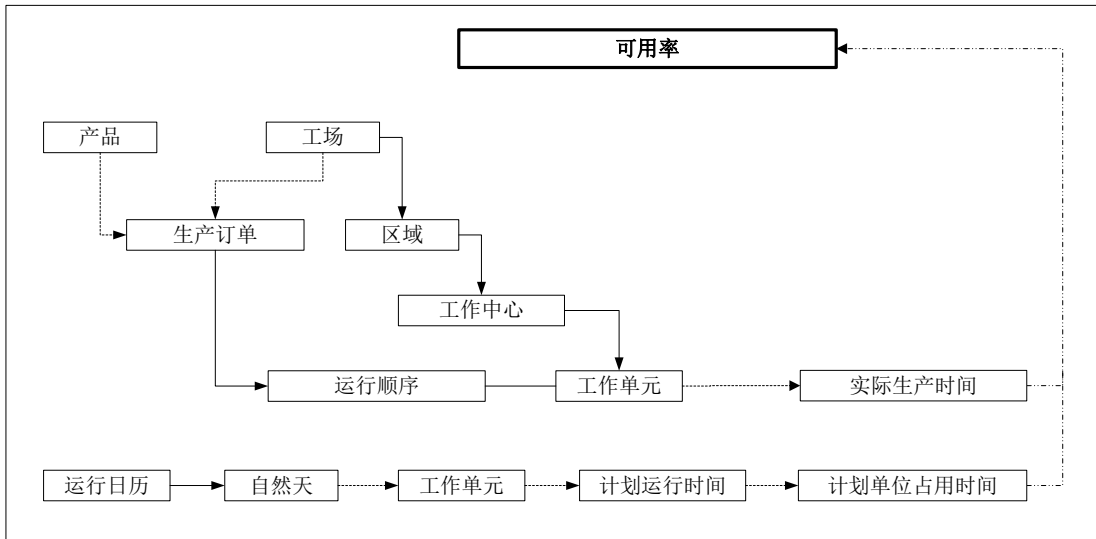 可用率
产品
工场
生产订单
区域
工作中心
运行顺序
工作单元
实际生产时间
运行日历
自然天
工作单元
计划运行时间
计划单位占用时间